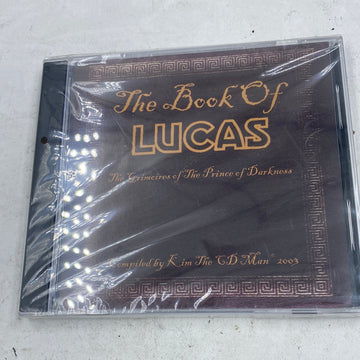 The Book Of
LUCAS
The Grimoires of The Prince of Darkness
Compiled by Kim The "CD Man" 2003